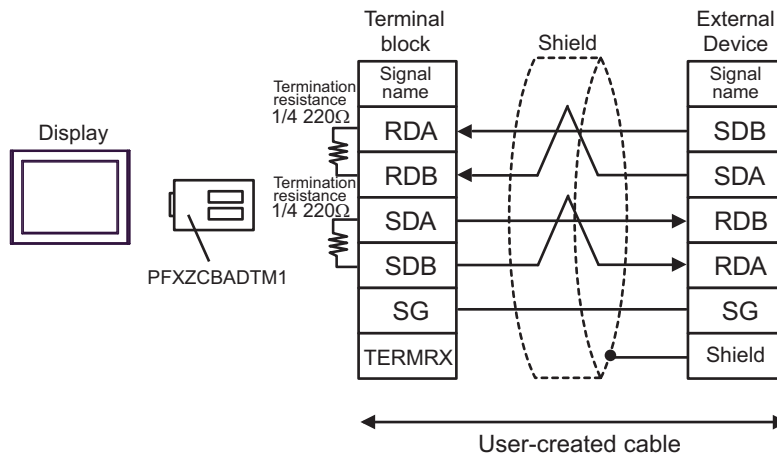 Terminal
block
Shield
External
Device
Signal
name
Signal
name
Termination
resistance
1/4 220Ω
RDA
SDB
Display
RDB
SDA
Termination
resistance
1/4 220Ω
SDA
RDB
PFXZCBADTM1
SDB
RDA
SG
SG
TERMRX
Shield
User-created cable